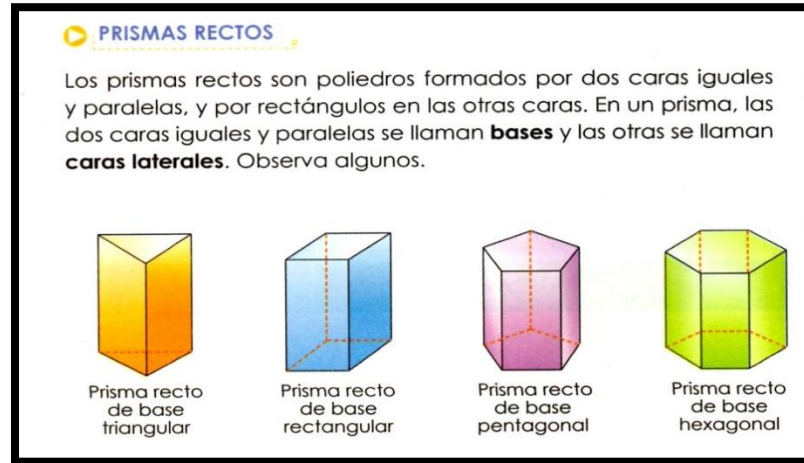 PRISMAS RECTOS
Los prismas rectos son poliedros formados por dos caras iguales
y paralelas, y por rectángulos en las otras caras. En un prisma, las
dos caras iguales y paralelas se llaman bases y las otras se llaman
caras laterales. Observa algunos.
Prisma recto
de base
triangular
Prisma recto
de base
rectangular
Prisma recto
de base
pentagonal
Prisma recto
de base
hexagonal